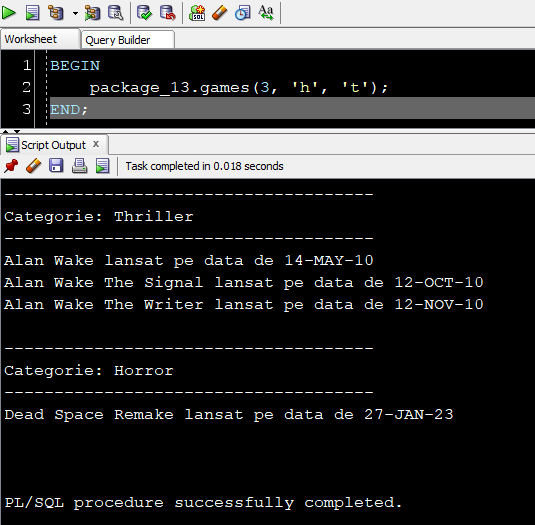 SQL
Aa
Worksheet
Query Builder
1 BEGIN
2 package_13.games(3, 'h', 't');
3 END;
Script Output x
Task completed in 0.018 seconds
-------------------------------------
Categorie: Thriller
-------------------------------------
Alan Wake lansat pe data de 14-MAY-10
Alan Wake The Signal lansat pe data de 12-OCT-10
Alan Wake The Writer lansat pe data de 12-NOV-10
-------------------------------------
Categorie: Horror
-------------------------------------
Dead Space Remake lansat pe data de 27-JAN-23
PL/SQL procedure successfully completed.